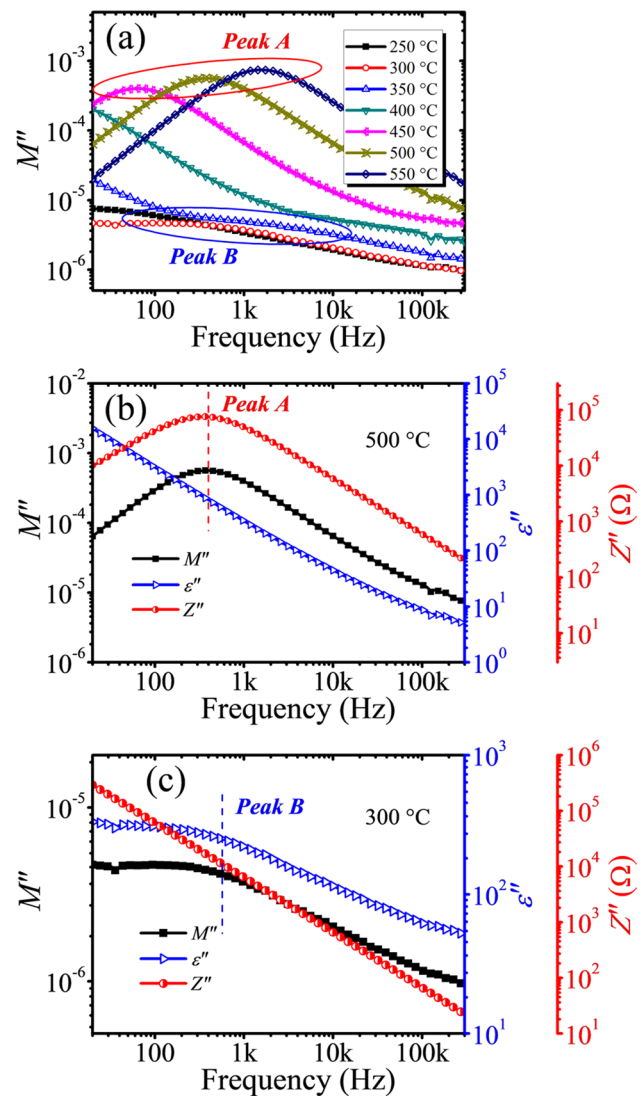 (a)
Peak A
250 °C
300 °C
350 °C
400 °C
450 °C
500 °C
550 °C
Peak B
M″
10⁻³
10⁻⁴
10⁻⁵
10⁻⁶
100 1k 10k 100k
Frequency (Hz)
(b)
Peak A
500 °C
M″
ε″
Z″
M″
10⁻²
10⁻³
10⁻⁴
10⁻⁵
10⁻⁶
100 1k 10k 100k
Frequency (Hz)
10⁵
10⁴
10³
10²
10¹
10⁰
ε″
10⁵
10⁴
10³
10²
10¹
Z″ (Ω)
(c)
Peak B
300 °C
M″
ε″
Z″
M″
10⁻⁵
10⁻⁶
100 1k 10k 100k
Frequency (Hz)
10³
10²
10¹
ε″
10⁶
10⁵
10⁴
10³
10²
10¹
Z″ (Ω)